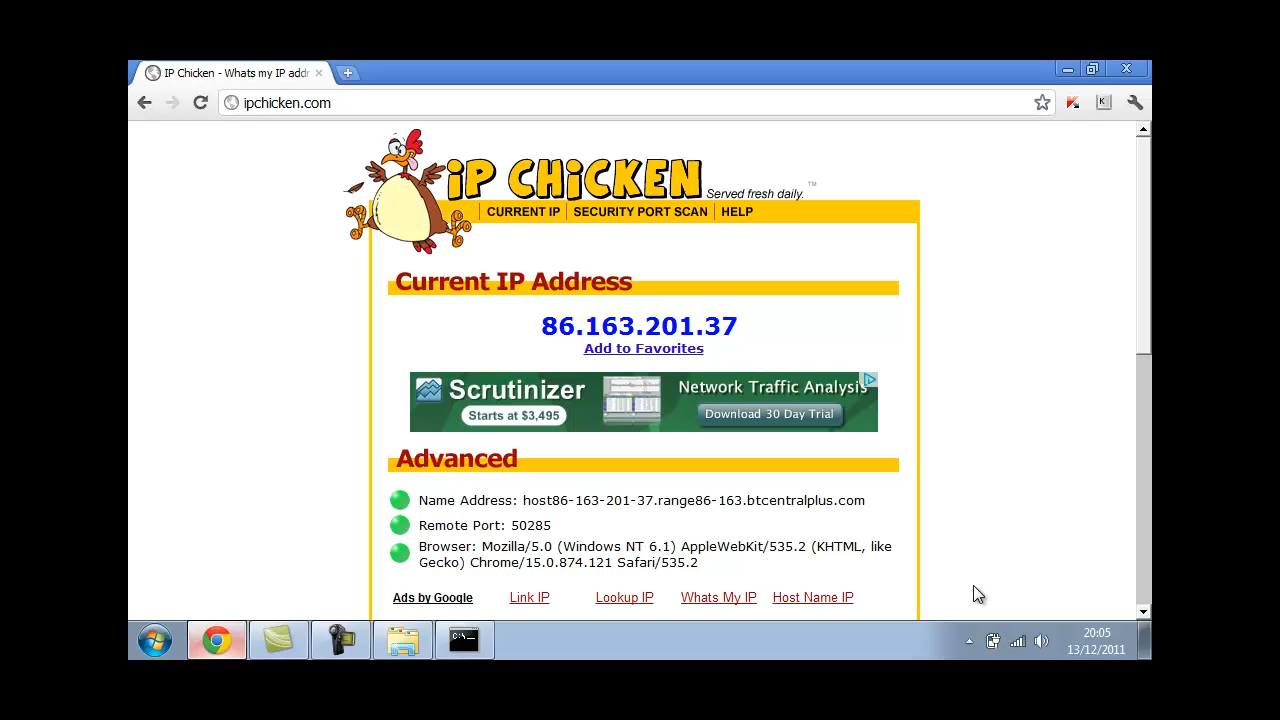 IP Chicken - Whats my IP addr
ipchicken.com
K
iP CHiCKEN Served fresh daily. TM
CURRENT IP SECURITY PORT SCAN HELP
Current IP Address
86.163.201.37
Add to Favorites
Scrutinizer Network Traffic Analysis
Starts at $3,495 Download 30 Day Trial
Advanced
Name Address: host86-163-201-37.range86-163.btcentralplus.com
Remote Port: 50285
Browser: Mozilla/5.0 (Windows NT 6.1) AppleWebKit/535.2 (KHTML, like
Gecko) Chrome/15.0.874.121 Safari/535.2
Ads by Google Link IP Lookup IP Whats My IP Host Name IP
C:\_
20:05
13/12/2011